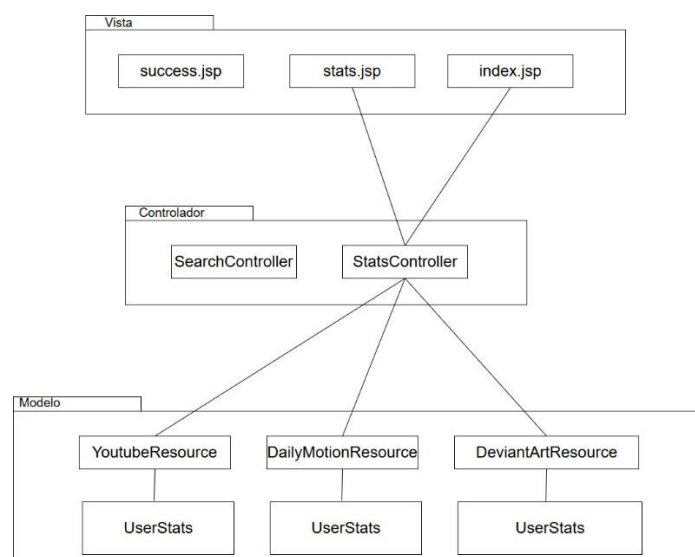 Vista
success.jsp
stats.jsp
index.jsp
Controlador
SearchController
StatsController
Modelo
YoutubeResource
DailyMotionResource
DeviantArtResource
UserStats
UserStats
UserStats